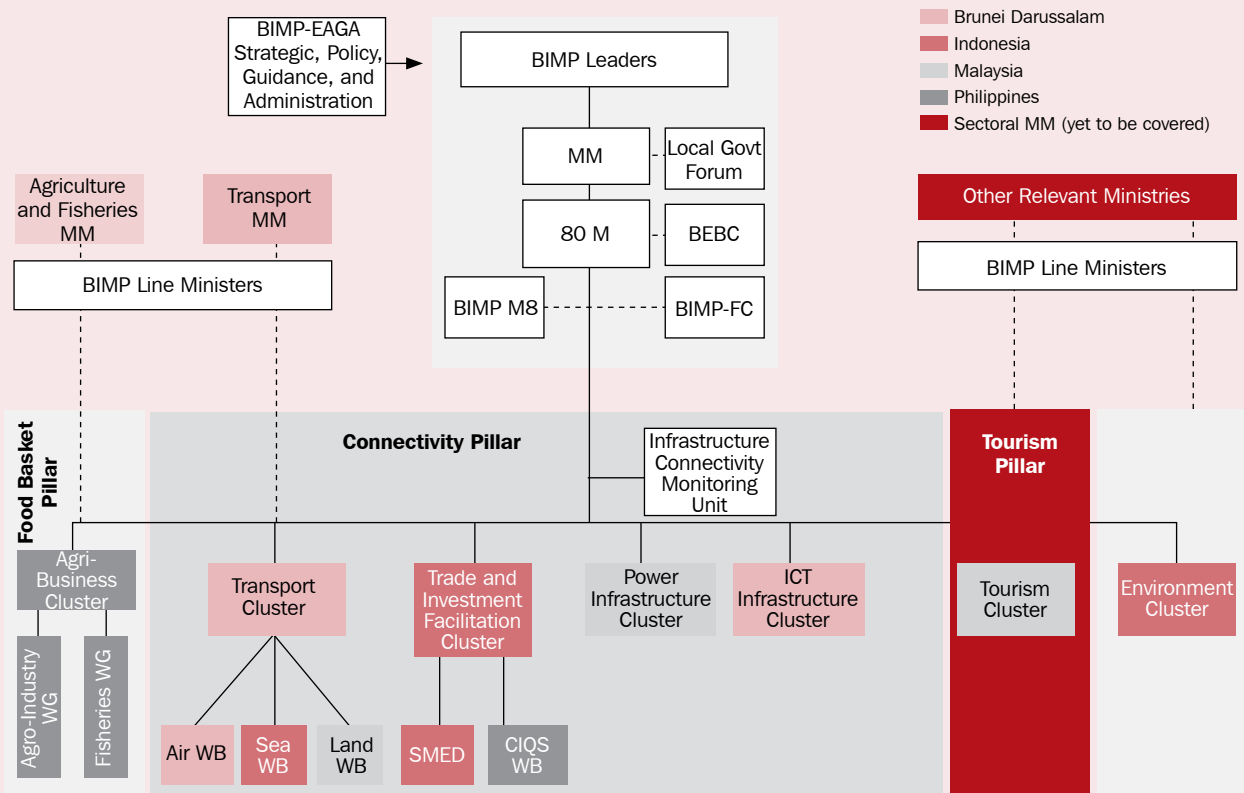 BIMP-EAGA
Strategic, Policy,
Guidance, and
Administration
BIMP Leaders
Brunei Darussalam
Indonesia
Malaysia
Philippines
Sectoral MM (yet to be covered)
MM
Local Govt
Forum
Agriculture
and Fisheries
MM
Transport
MM
Other Relevant Ministries
80 M
BEBC
BIMP Line Ministers
BIMP Line Ministers
BIMP M8
BIMP-FC
Food Basket
Pillar
Connectivity Pillar
Infrastructure
Connectivity
Monitoring
Unit
Tourism
Pillar
Agri-
Business
Cluster
Transport
Cluster
Trade and
Investment
Facilitation
Cluster
Power
Infrastructure
Cluster
ICT
Infrastructure
Cluster
Tourism
Cluster
Environment
Cluster
Agro-Industry
WG
Fisheries WG
Air WB
Sea
WB
Land
WB
SMED
CIQS
WB